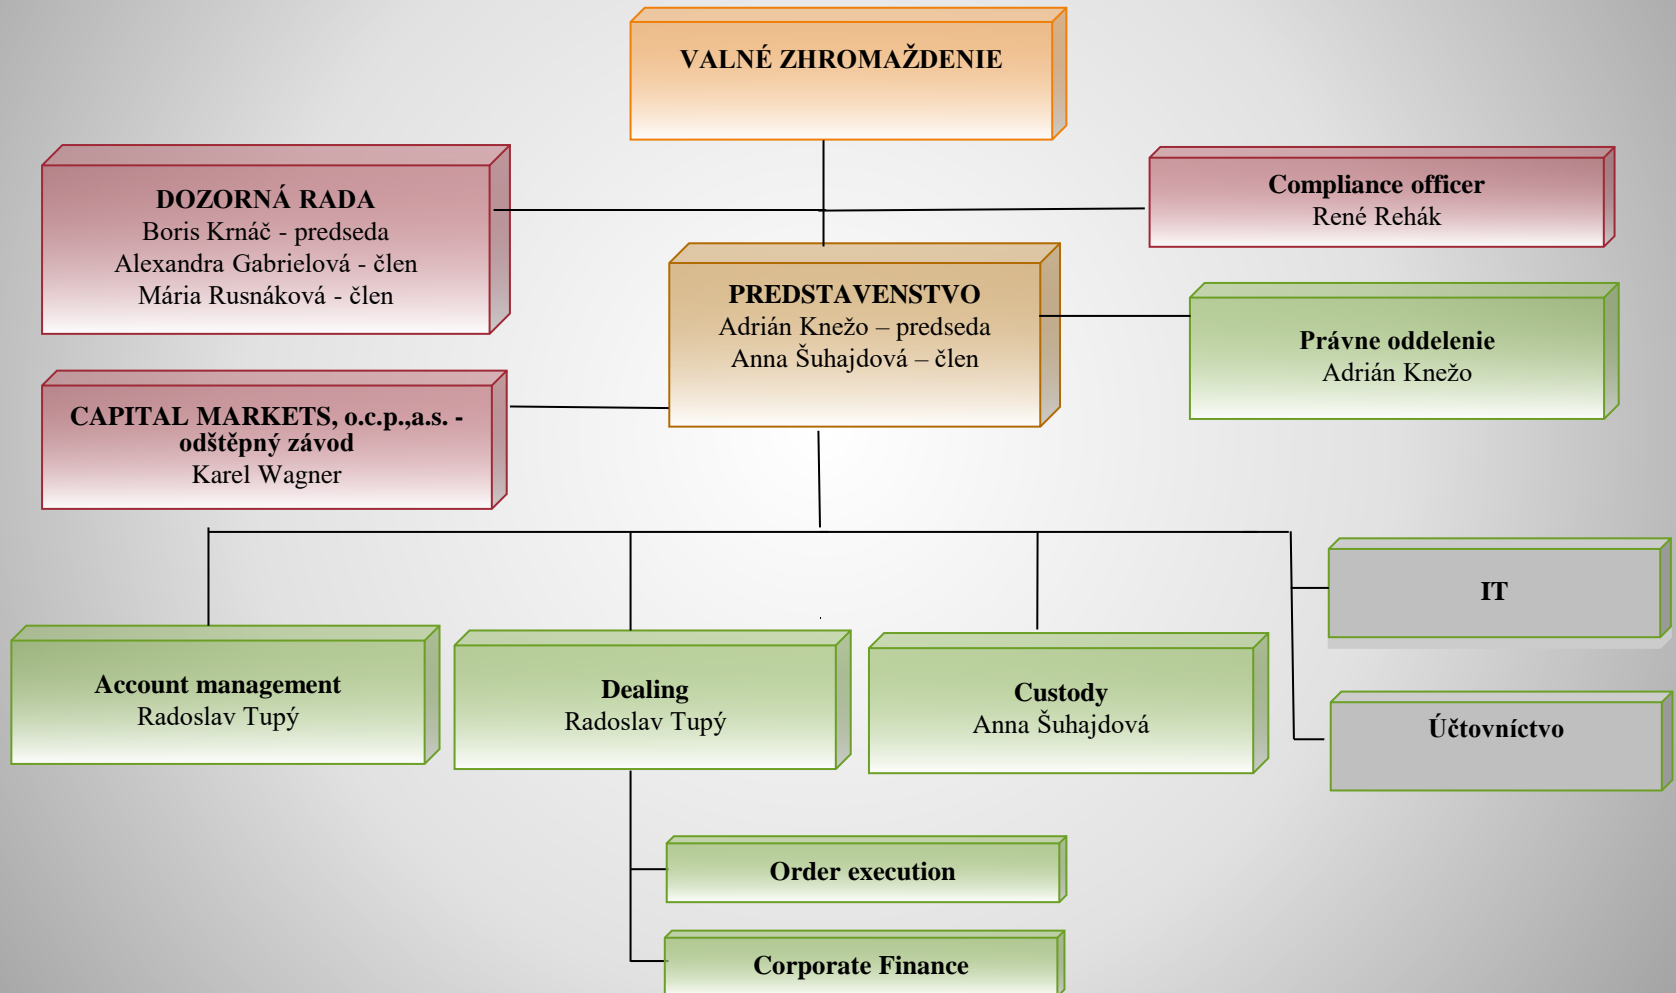 VALNÉ ZHROMAŽDENIE
DOZORNÁ RADA
Boris Krnáč - predseda
Alexandra Gabrielová - člen
Mária Rusnáková - člen
Compliance officer
René Rehák
PREDSTAVENSTVO
Adrián Knežo – predseda
Anna Šuhajdová – člen
Právne oddelenie
Adrián Knežo
CAPITAL MARKETS, o.c.p.,a.s. -
odštěpný závod
Karel Wagner
IT
Account management
Radoslav Tupý
Dealing
Radoslav Tupý
Custody
Anna Šuhajdová
Účtovníctvo
Order execution
Corporate Finance